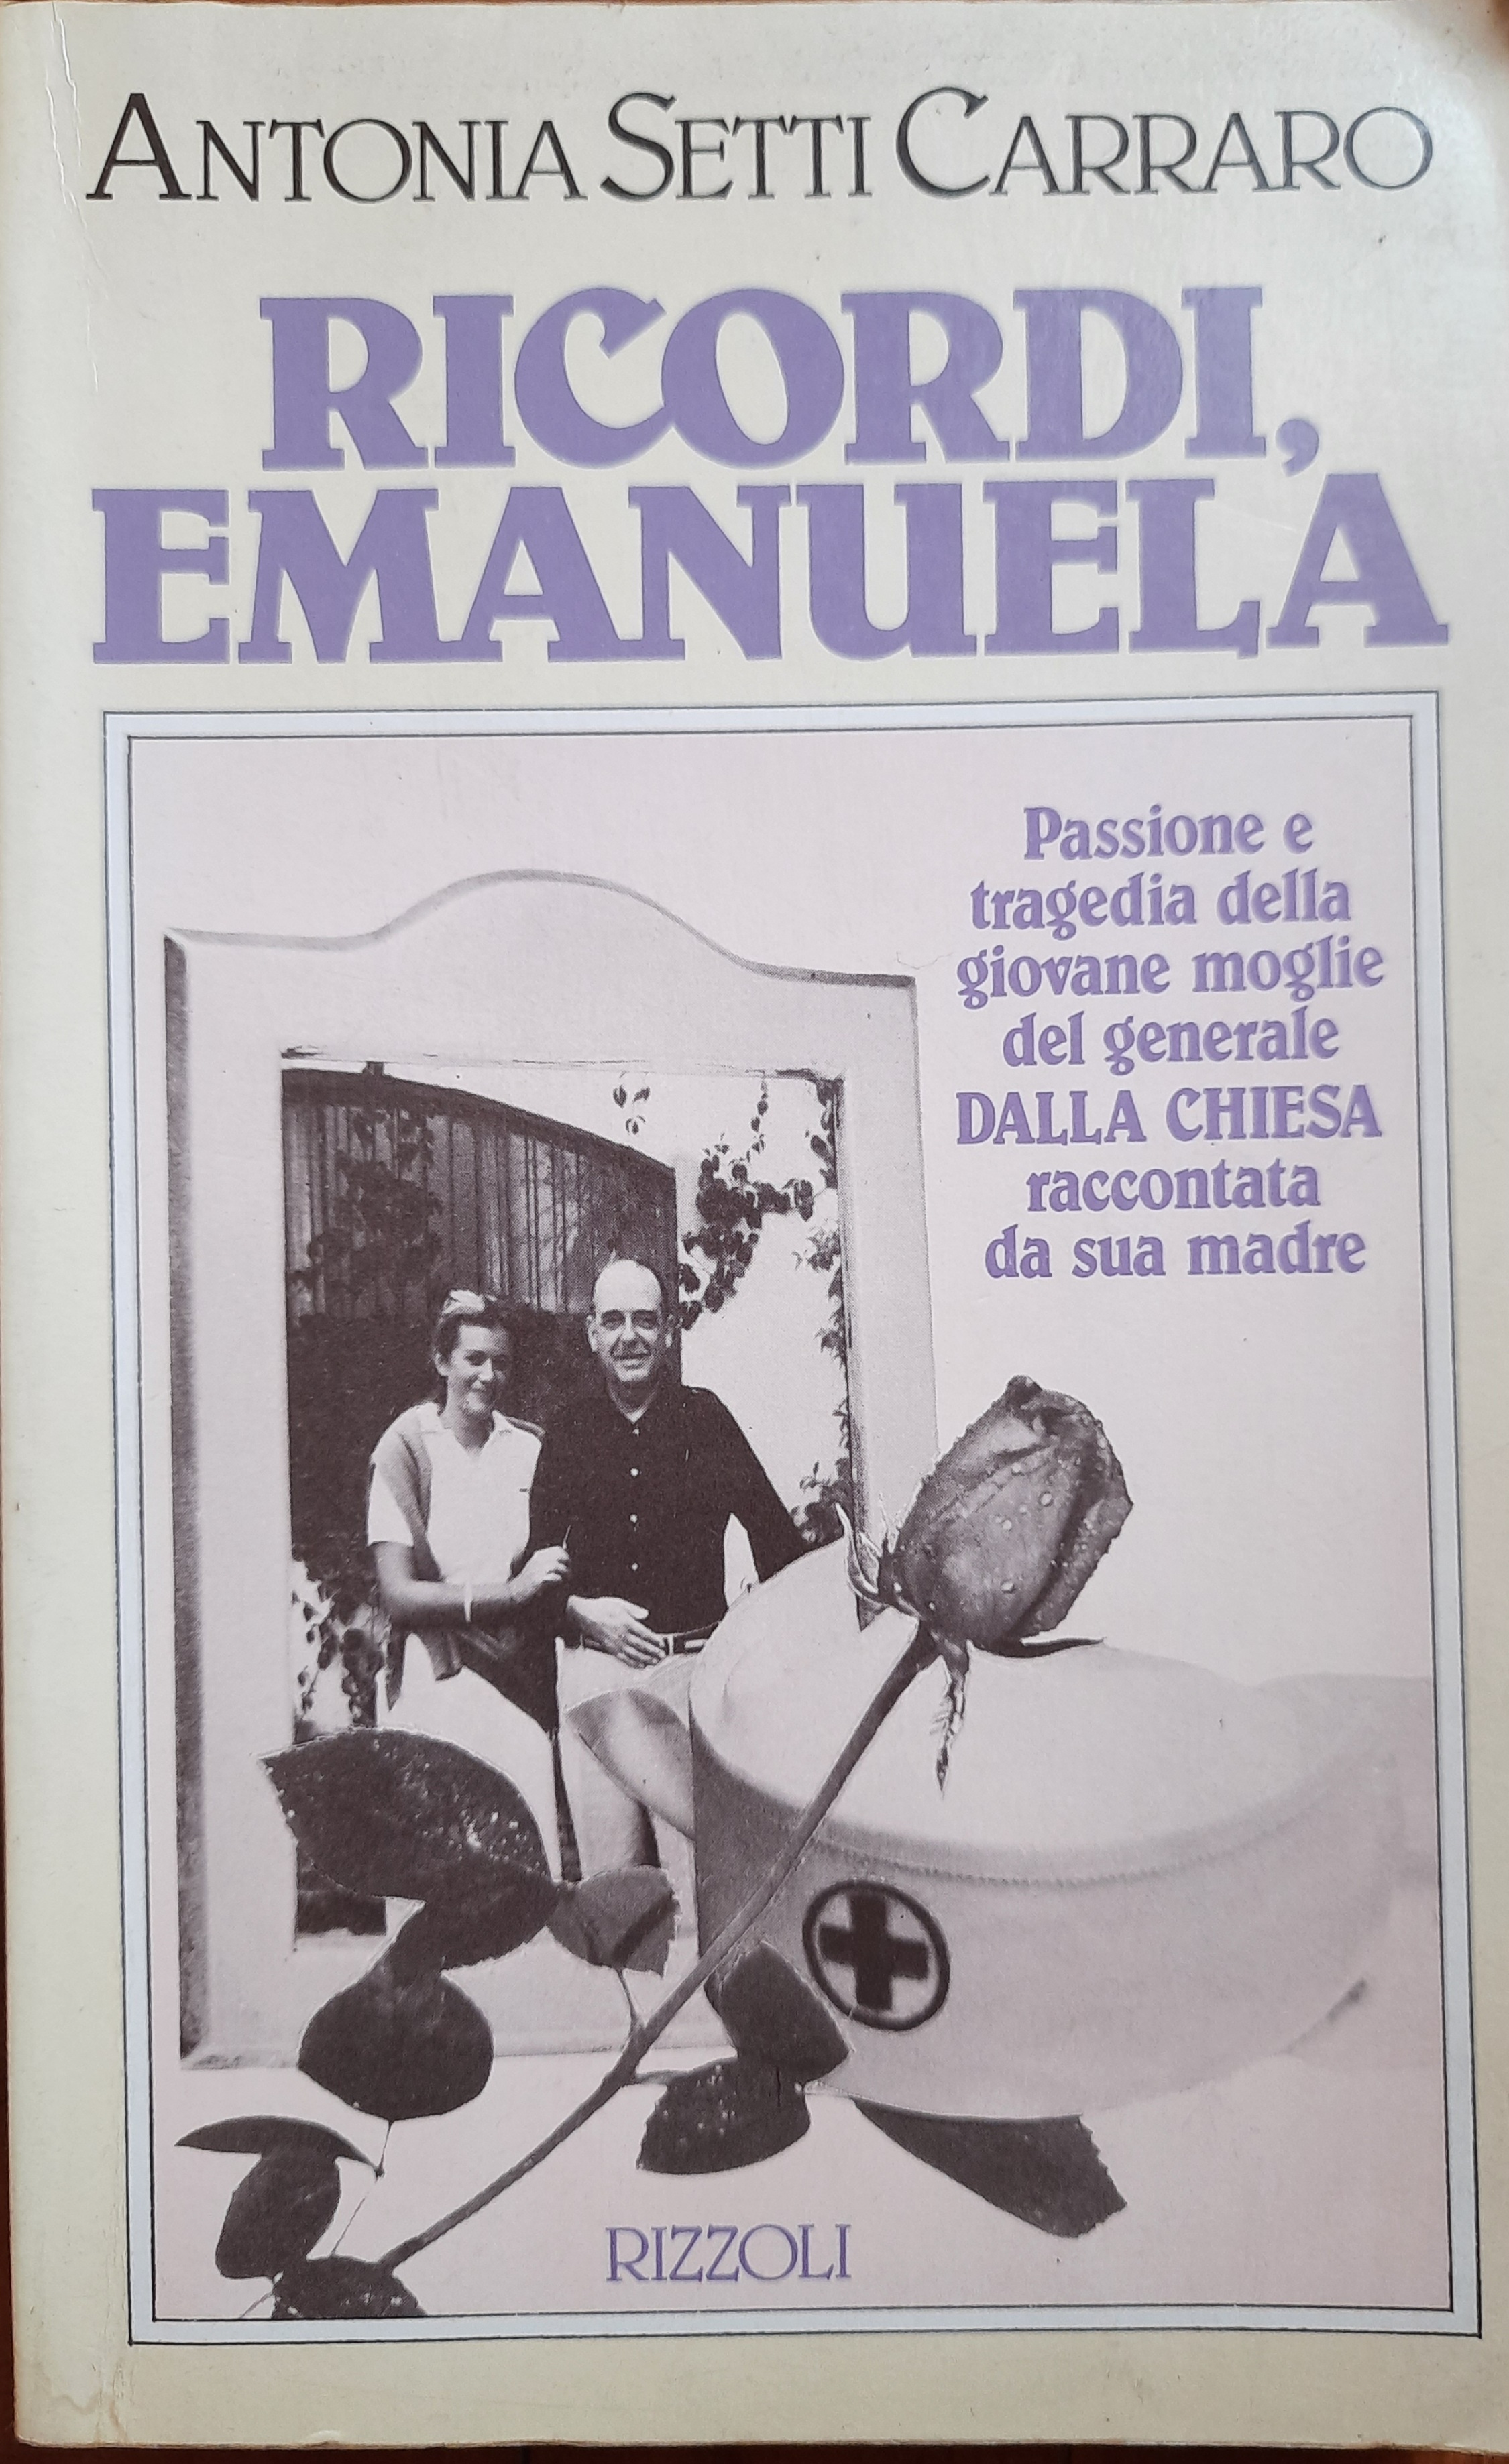 ANTONIA SETTI CARRARO
RICORDI,
EMANUELA
Passione e
tragedia della
giovane moglie
del generale
DALLA CHIESA
raccontata
da sua madre
RIZZOLI